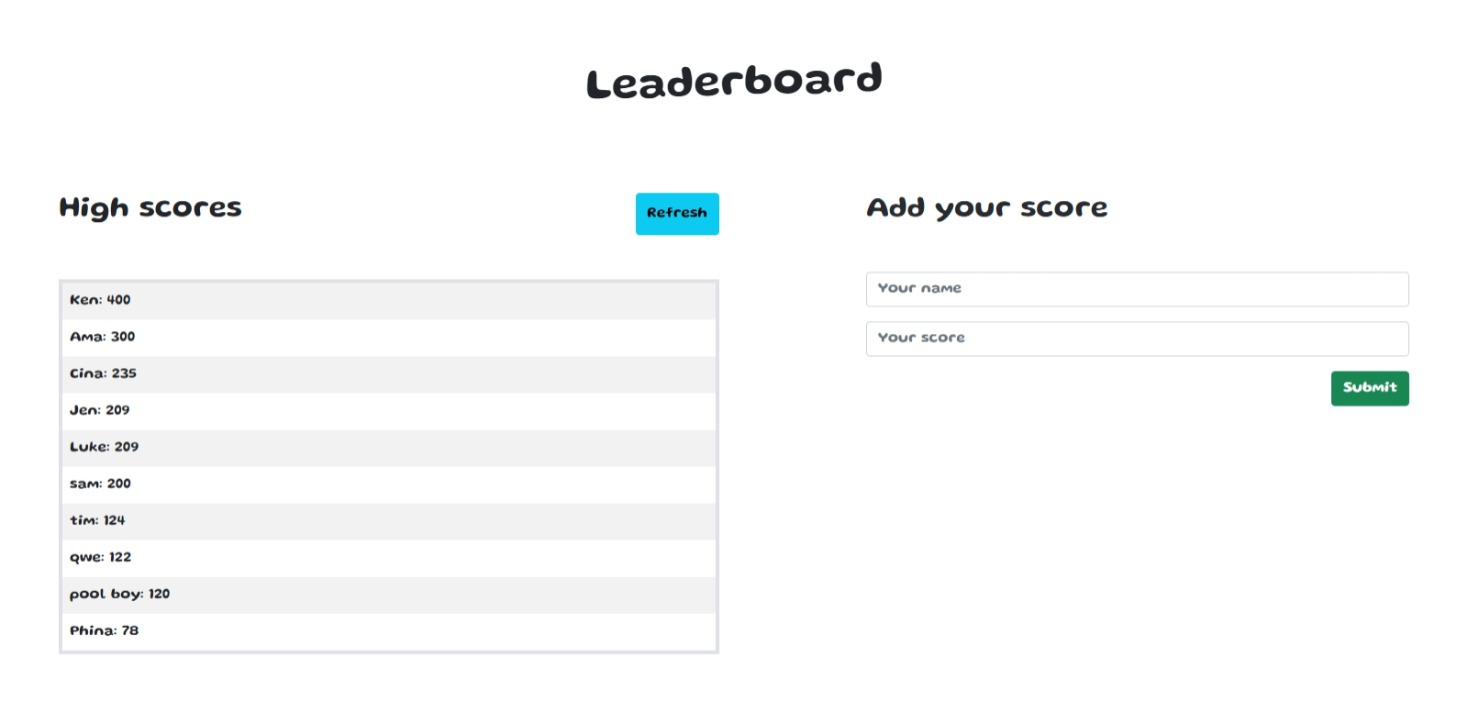 Leaderboard
High scores
Refresh
Ken: 400
Ama: 300
Cina: 235
Jen: 209
Luke: 209
sam: 200
tim: 124
qwe: 122
pool boy: 120
Phina: 78
Add your score
Your name
Your score
Submit